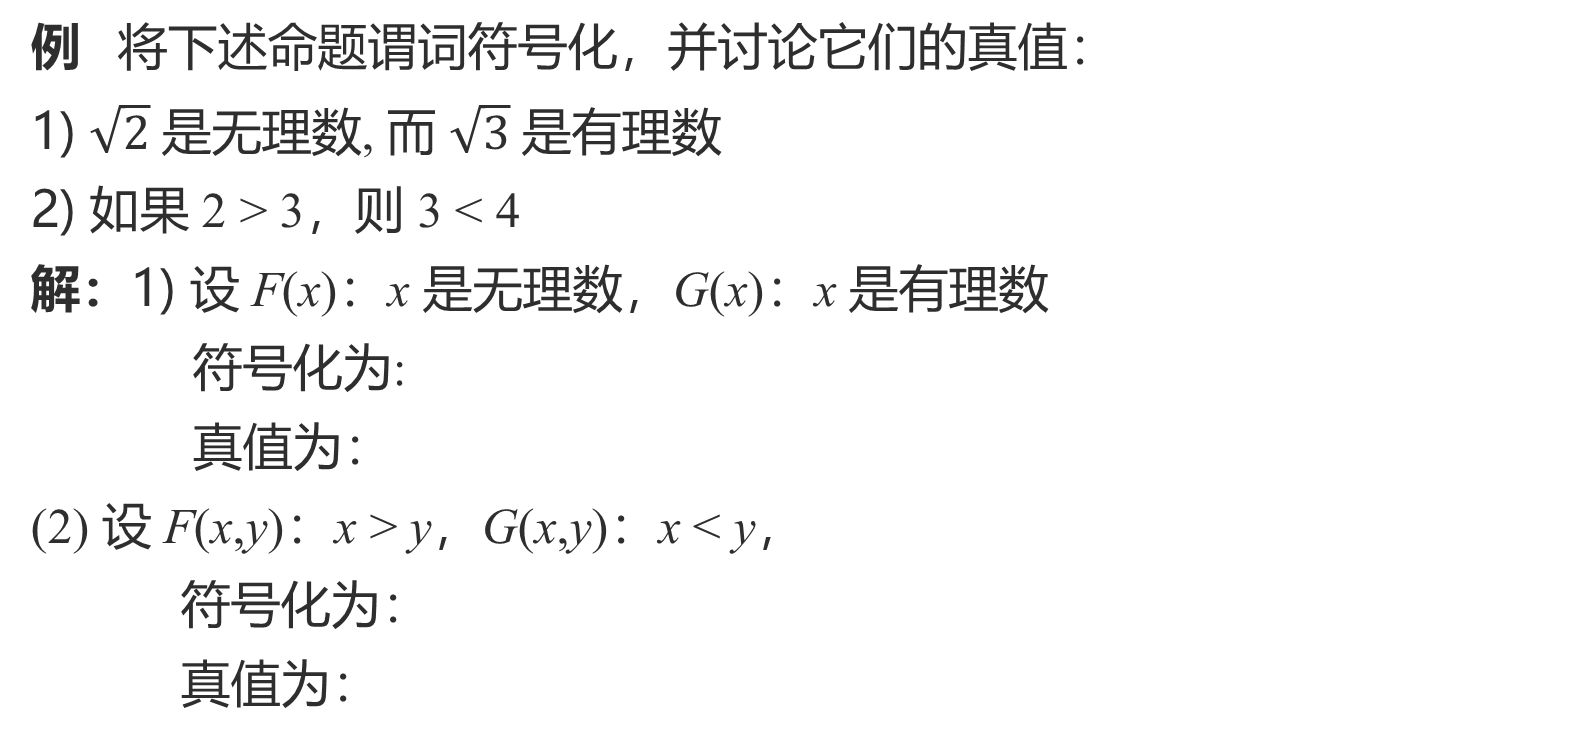 例 将下述命题谓词符号化，并讨论它们的真值：
1) √2 是无理数, 而 √3 是有理数
2) 如果 2 > 3，则 3 < 4
解：1) 设 F(x)：x 是无理数，G(x)：x 是有理数
符号化为:
真值为：
(2) 设 F(x,y)：x > y，G(x,y)：x < y，
符号化为：
真值为：